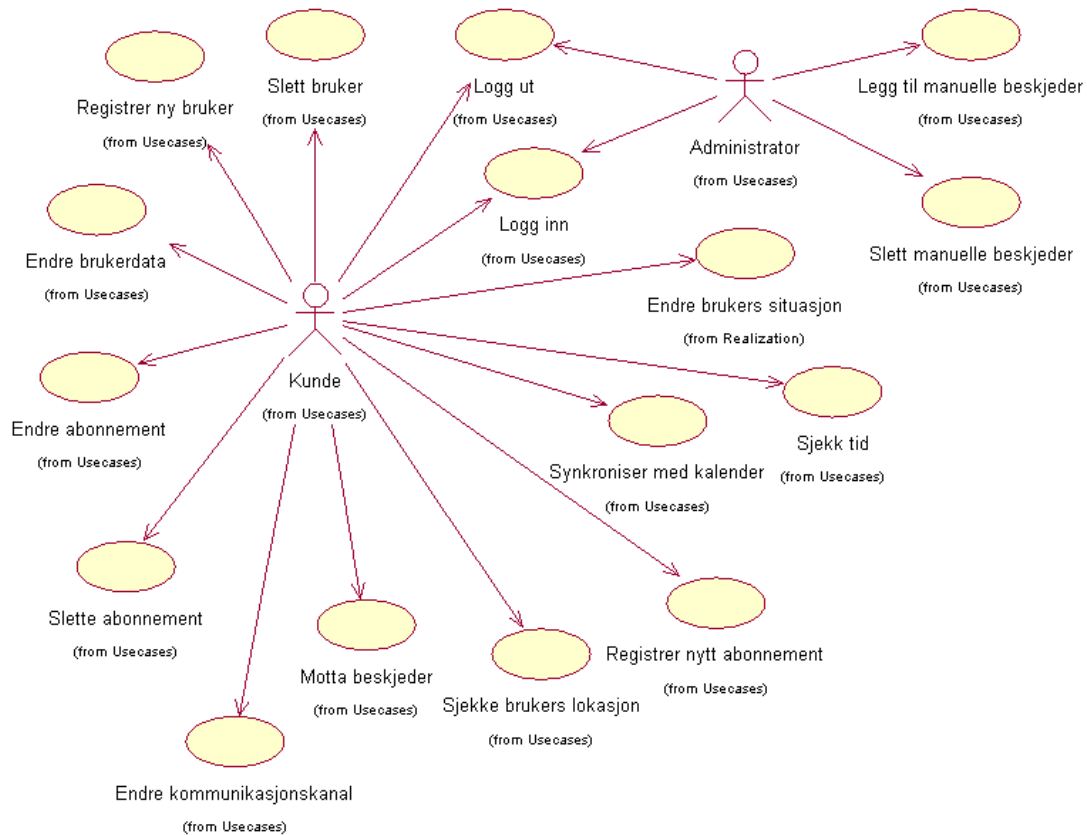 Registrer ny bruker
(from Usecases)
Slett bruker
(from Usecases)
Logg ut
(from Usecases)
Legg til manuelle beskjeder
(from Usecases)
Administrator
(from Usecases)
Endre brukerdata
(from Usecases)
Logg inn
(from Usecases)
Slett manuelle beskjeder
(from Usecases)
Endre brukers situasjon
(from Realization)
Kunde
(from Usecases)
Endre abonnement
(from Usecases)
Sjekk tid
(from Usecases)
Synkroniser med kalender
(from Usecases)
Slette abonnement
(from Usecases)
Registrer nytt abonnement
(from Usecases)
Motta beskjeder
(from Usecases)
Sjekke brukers lokasjon
(from Usecases)
Endre kommunikasjonskanal
(from Usecases)